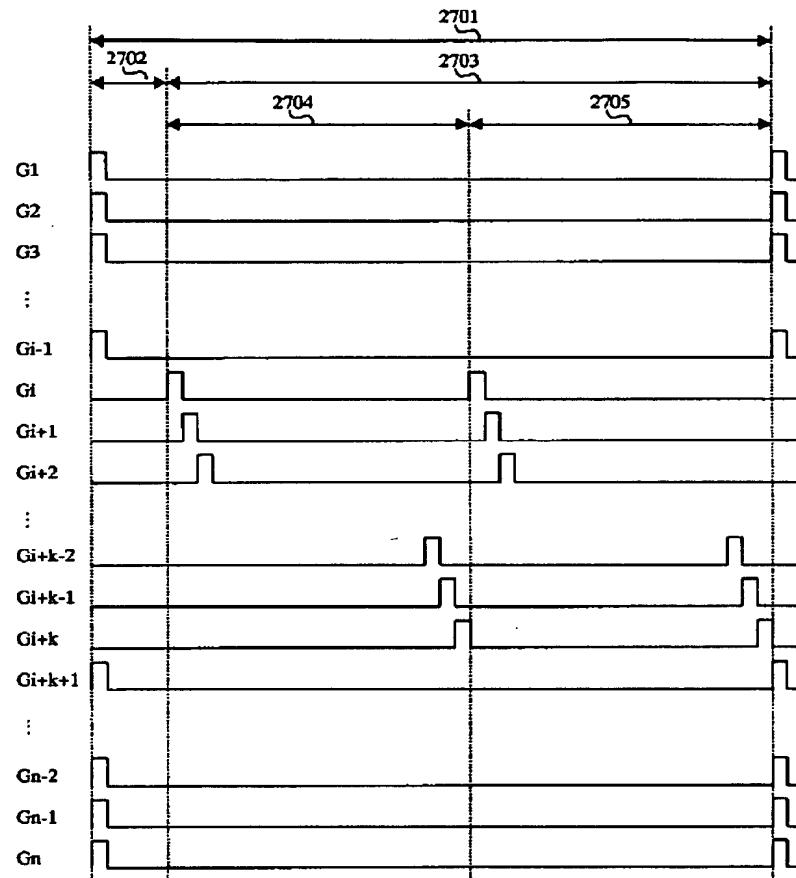 2701
2702
2703
2704
2705
G1
G2
G3
⋮
Gi-1
Gi
Gi+1
Gi+2
⋮
Gi+k-2
Gi+k-1
Gi+k
Gi+k+1
⋮
Gn-2
Gn-1
Gn